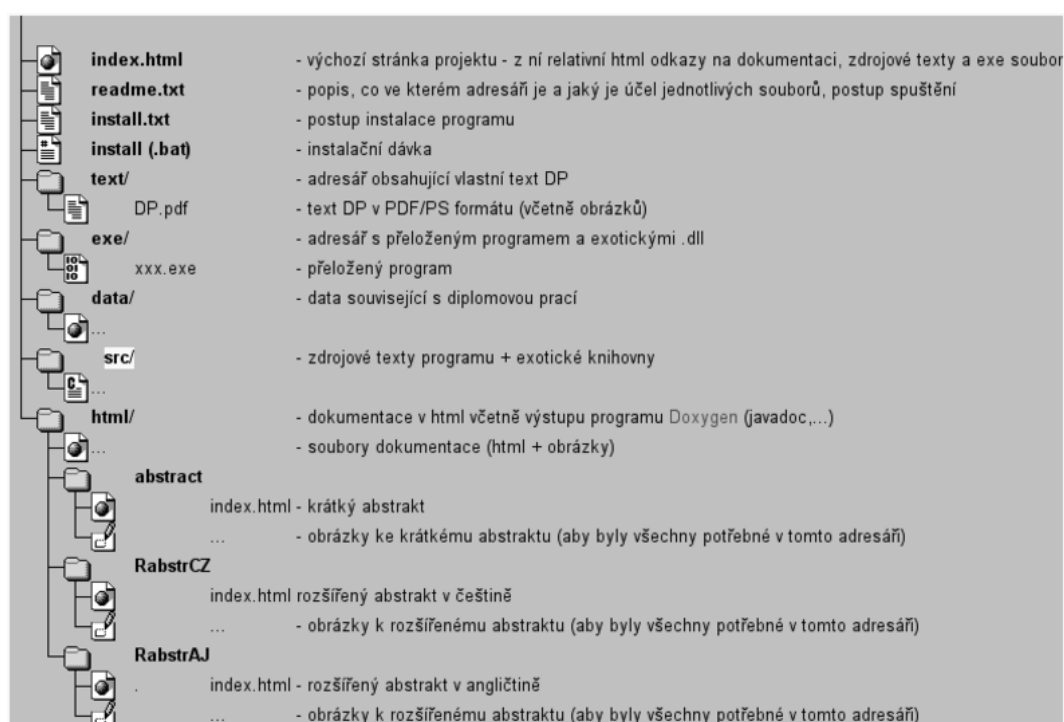 index.html - výchozí stránka projektu - z ní relativní html odkazy na dokumentaci, zdrojové texty a exe soubor
readme.txt - popis, co ve kterém adresáři je a jaký je účel jednotlivých souborů, postup spuštění
install.txt - postup instalace programu
install (.bat) - instalační dávka
text/ - adresář obsahující vlastní text DP
DP.pdf - text DP v PDF/PS formátu (včetně obrázků)
exe/ - adresář s přeloženým programem a exotickými .dll
xxx.exe - přeložený program
data/ - data související s diplomovou prací
...
src/ - zdrojové texty programu + exotické knihovny
...
html/ - dokumentace v html včetně výstupu programu Doxygen (javadoc,...)
... - soubory dokumentace (html + obrázky)
abstract
index.html - krátký abstrakt
... - obrázky ke krátkému abstraktu (aby byly všechny potřebné v tomto adresáři)
RabstrCZ
index.html rozšířený abstrakt v češtině
... - obrázky k rozšířenému abstraktu (aby byly všechny potřebné v tomto adresáři)
RabstrAJ
. index.html - rozšířený abstrakt v angličtině
... - obrázky k rozšířenému abstraktu (aby byly všechny potřebné v tomto adresáři)